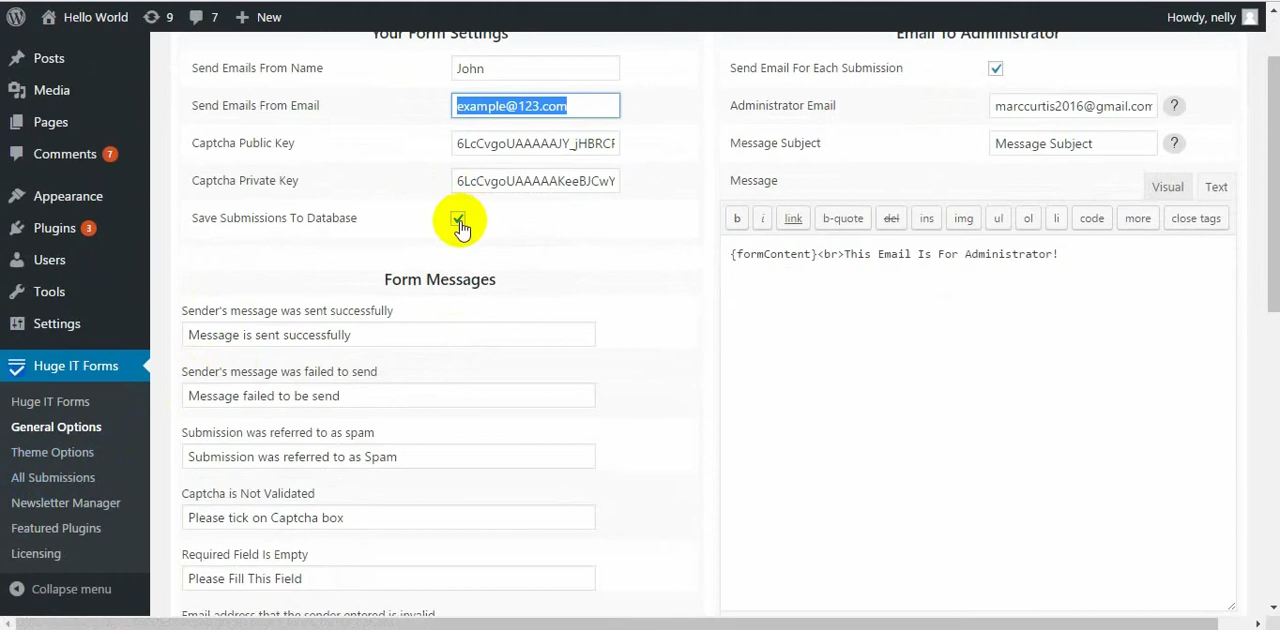 Hello World
9
7
New
Howdy, nelly
Posts
Media
Pages
Comments 7
Appearance
Plugins 3
Users
Tools
Settings
Huge IT Forms
Huge IT Forms
General Options
Theme Options
All Submissions
Newsletter Manager
Featured Plugins
Licensing
Collapse menu
Your Form Settings
Send Emails From Name
John
Send Emails From Email
example@123.com
Captcha Public Key
6LcCvgoUAAAAAJY_jHBRCF
Captcha Private Key
6LcCvgoUAAAAAKeeBJCwY
Save Submissions To Database
Form Messages
Sender's message was sent successfully
Message is sent successfully
Sender's message was failed to send
Message failed to be send
Submission was referred to as spam
Submission was referred to as Spam
Captcha is Not Validated
Please tick on Captcha box
Required Field Is Empty
Please Fill This Field
Email address that the sender entered is invalid
Email To Administrator
Send Email For Each Submission
Administrator Email
marccurtis2016@gmail.com
?
Message Subject
Message Subject
?
Message
Visual
Text
b
i
link
b-quote
del
ins
img
ul
ol
li
code
more
close tags
{formContent}<br>This Email Is For Administrator!